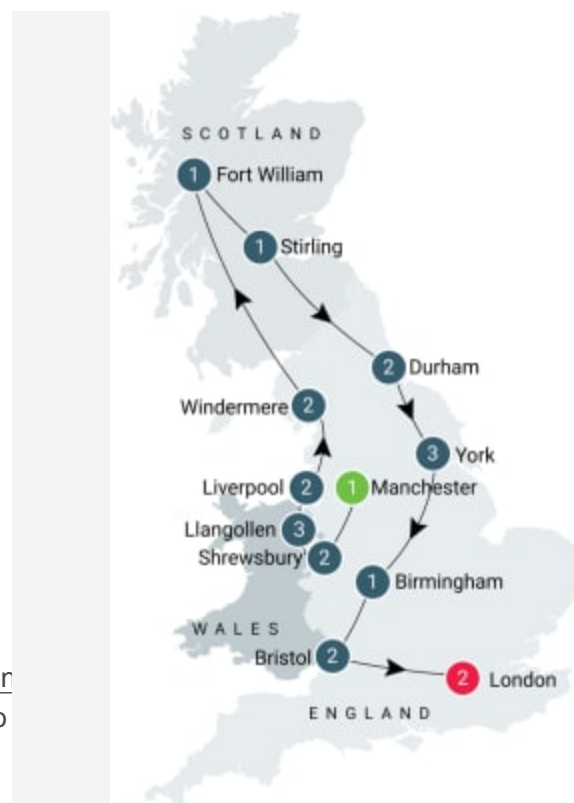 SCOTLAND
1 Fort William
1 Stirling
2 Durham
Windermere 2
3 York
Liverpool 2
1 Manchester
Llangollen 3
Shrewsbury 2
1 Birmingham
WALES
Bristol 2
2 London
ENGLAND